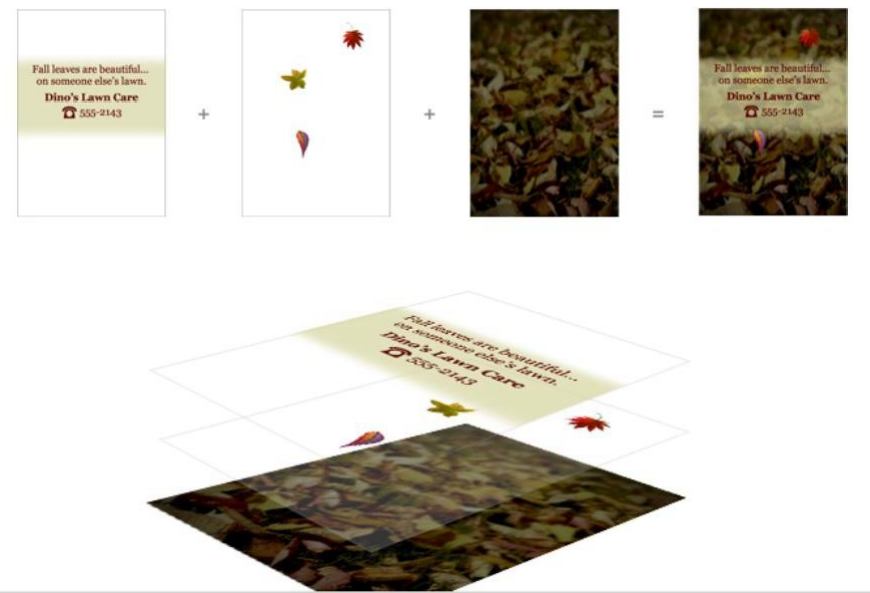 Fall leaves are beautiful...
on someone else's lawn.
Dino's Lawn Care
☎ 555-2143
+
+
=
Fall leaves are beautiful...
on someone else's lawn.
Dino's Lawn Care
☎ 555-2143
Fall leaves are beautiful...
on someone else's lawn.
Dino's Lawn Care
☎ 555-2143